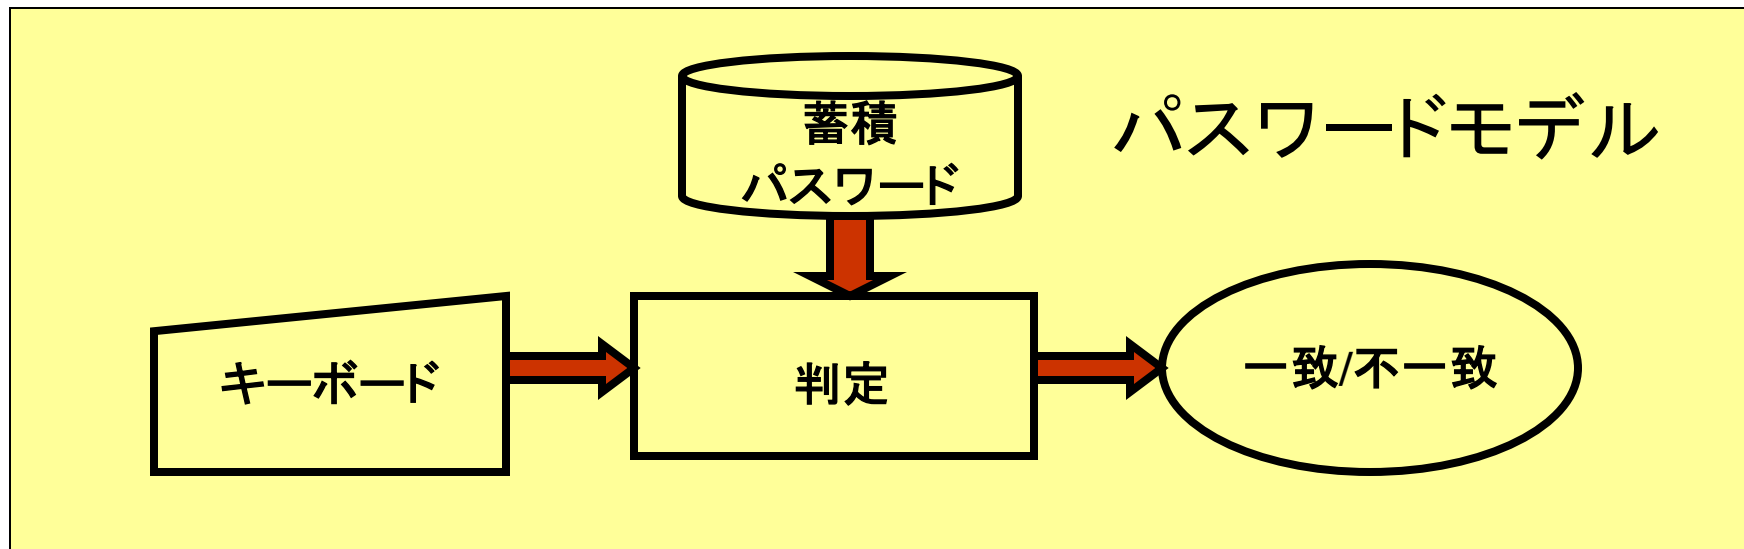 パスワードモデル
蓄積
パスワード
キーボード
判定
一致/不一致